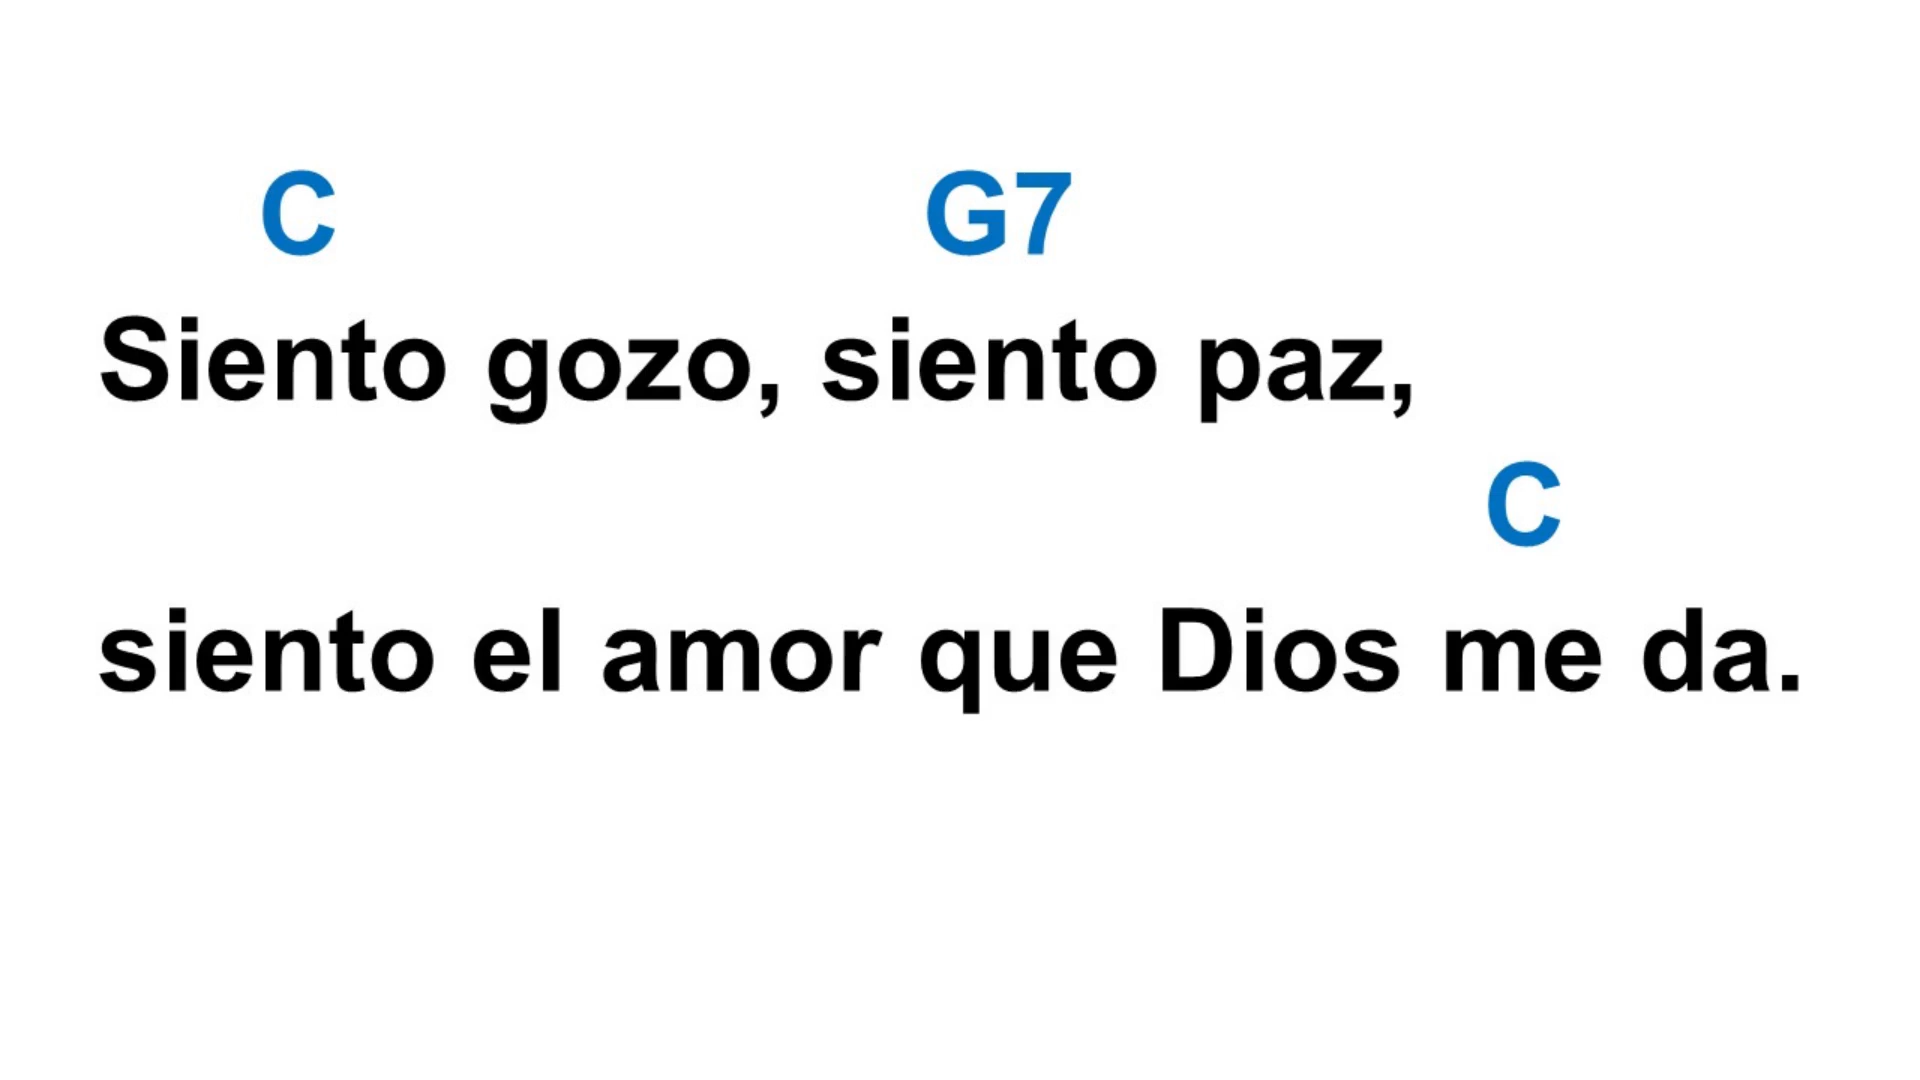 C G7
Siento gozo, siento paz,
C
siento el amor que Dios me da.